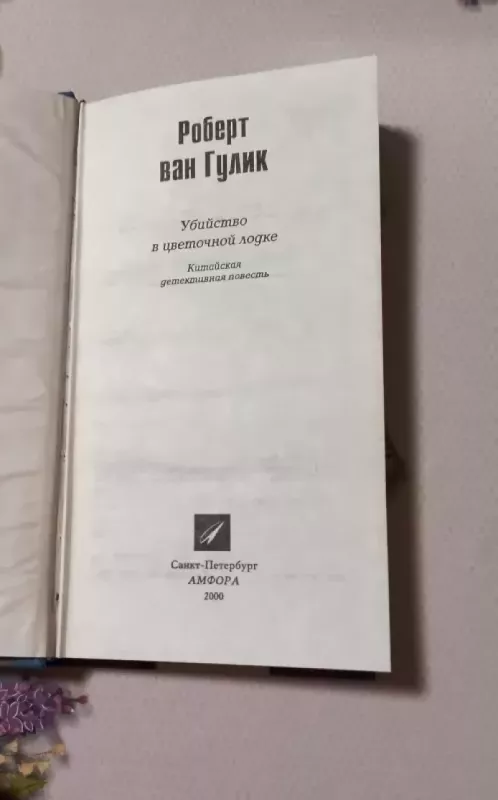 Роберт
ван Гулик
Убийство
в цветочной лодке
Китайская
детективная повесть
Санкт-Петербург
АМФОРА
2000